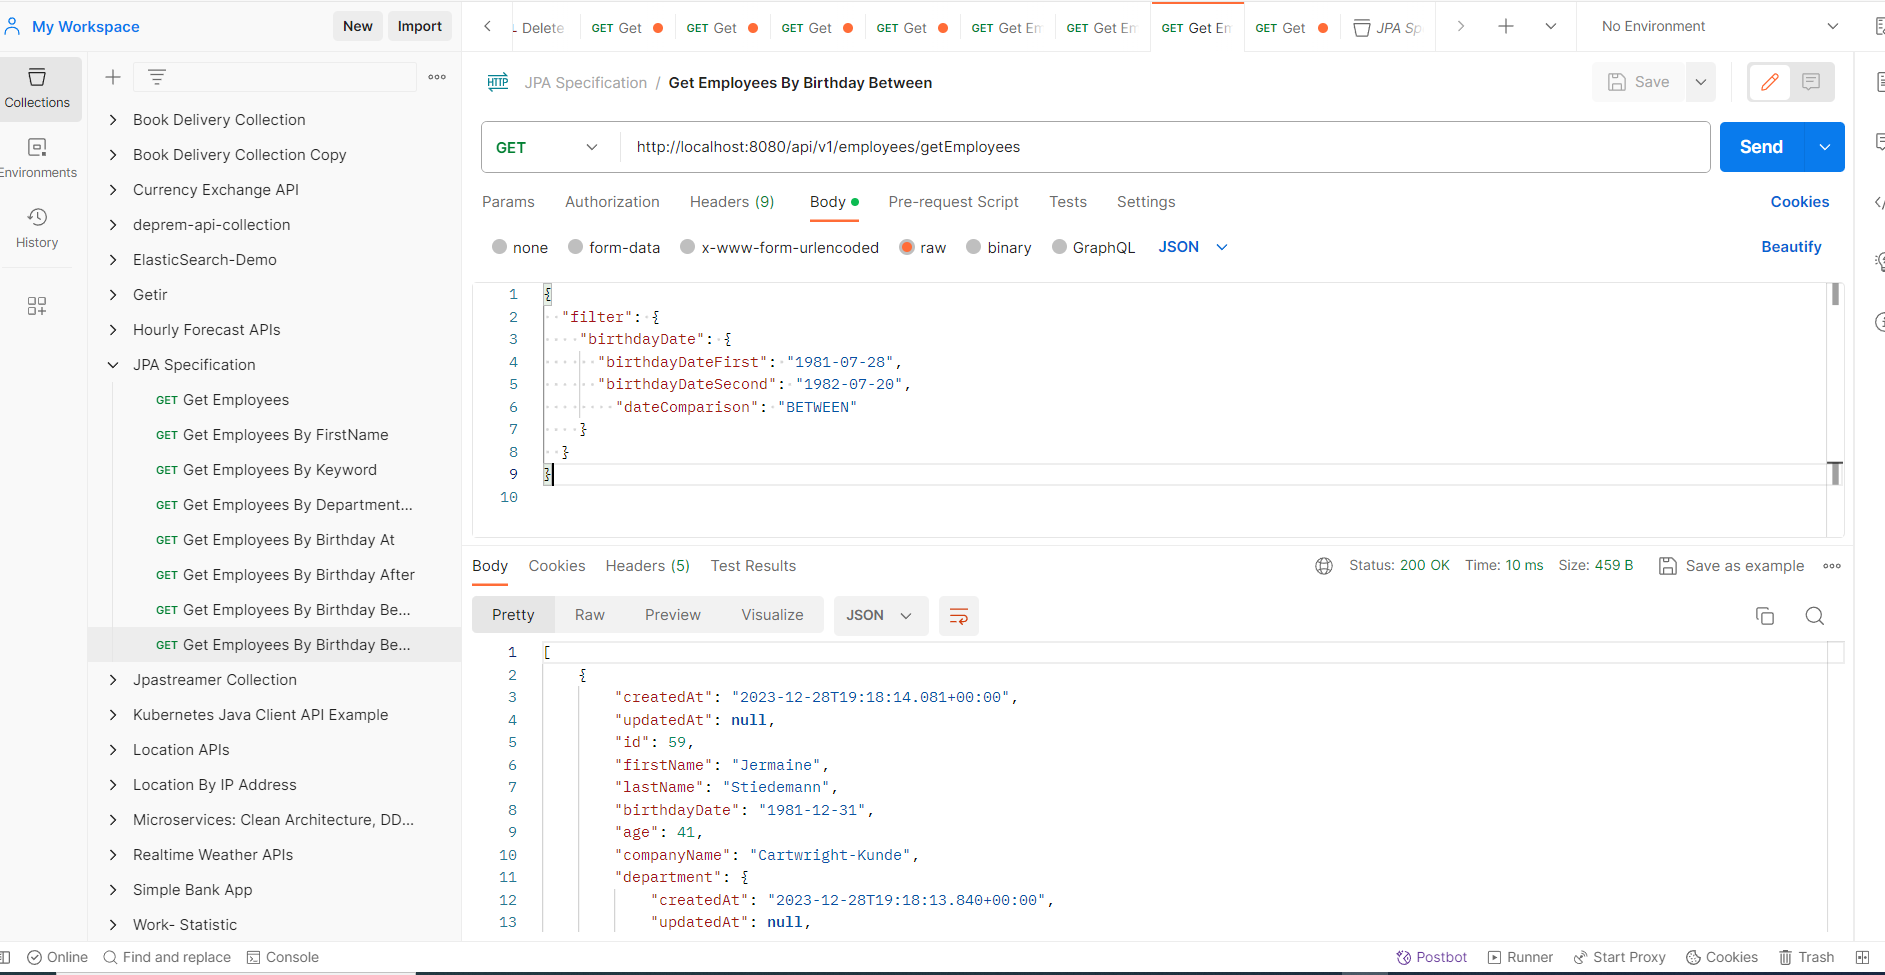 My Workspace New Import
Delete GET Get GET Get GET Get GET Get GET Get Em GET Get Em GET Get En GET Get JPA Sp No Environment
Collections
Environments
History
Book Delivery Collection
Book Delivery Collection Copy
Currency Exchange API
deprem-api-collection
ElasticSearch-Demo
Getir
Hourly Forecast APIs
JPA Specification
GET Get Employees
GET Get Employees By FirstName
GET Get Employees By Keyword
GET Get Employees By Department...
GET Get Employees By Birthday At
GET Get Employees By Birthday After
GET Get Employees By Birthday Be...
GET Get Employees By Birthday Be...
Jpastreamer Collection
Kubernetes Java Client API Example
Location APIs
Location By IP Address
Microservices: Clean Architecture, DD...
Realtime Weather APIs
Simple Bank App
Work- Statistic
HTTP JPA Specification / Get Employees By Birthday Between Save
GET http://localhost:8080/api/v1/employees/getEmployees Send
Params Authorization Headers (9) Body Pre-request Script Tests Settings Cookies
none form-data x-www-form-urlencoded raw binary GraphQL JSON Beautify
1 {
2 "filter": {
3 "birthdayDate": {
4 "birthdayDateFirst": "1981-07-28",
5 "birthdayDateSecond": "1982-07-20",
6 "dateComparison": "BETWEEN"
7 }
8 }
9 }
10
Body Cookies Headers (5) Test Results Status: 200 OK Time: 10 ms Size: 459 B Save as example
Pretty Raw Preview Visualize JSON
1 [
2 {
3 "createdAt": "2023-12-28T19:18:14.081+00:00",
4 "updatedAt": null,
5 "id": 59,
6 "firstName": "Jermaine",
7 "lastName": "Stiedemann",
8 "birthdayDate": "1981-12-31",
9 "age": 41,
10 "companyName": "Cartwright-Kunde",
11 "department": {
12 "createdAt": "2023-12-28T19:18:13.840+00:00",
13 "updatedAt": null,
Online Find and replace Console Postbot Runner Start Proxy Cookies Trash